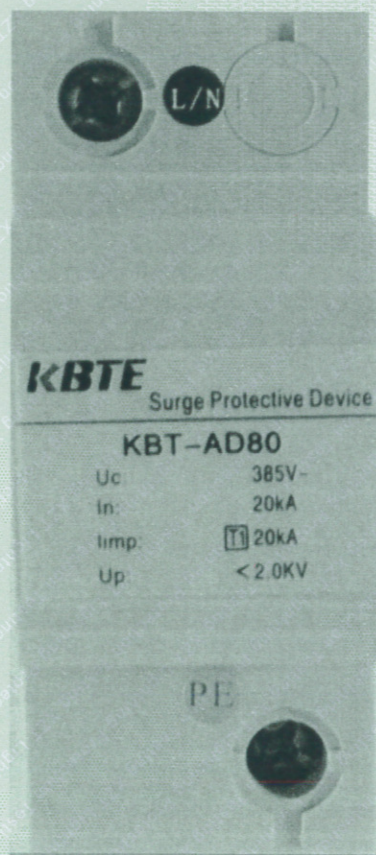 L/N
KBTE
Surge Protective Device
KBT-AD80
Uc 385V~
In: 20kA
Iimp: T1 20kA
Up <2.0KV
PE